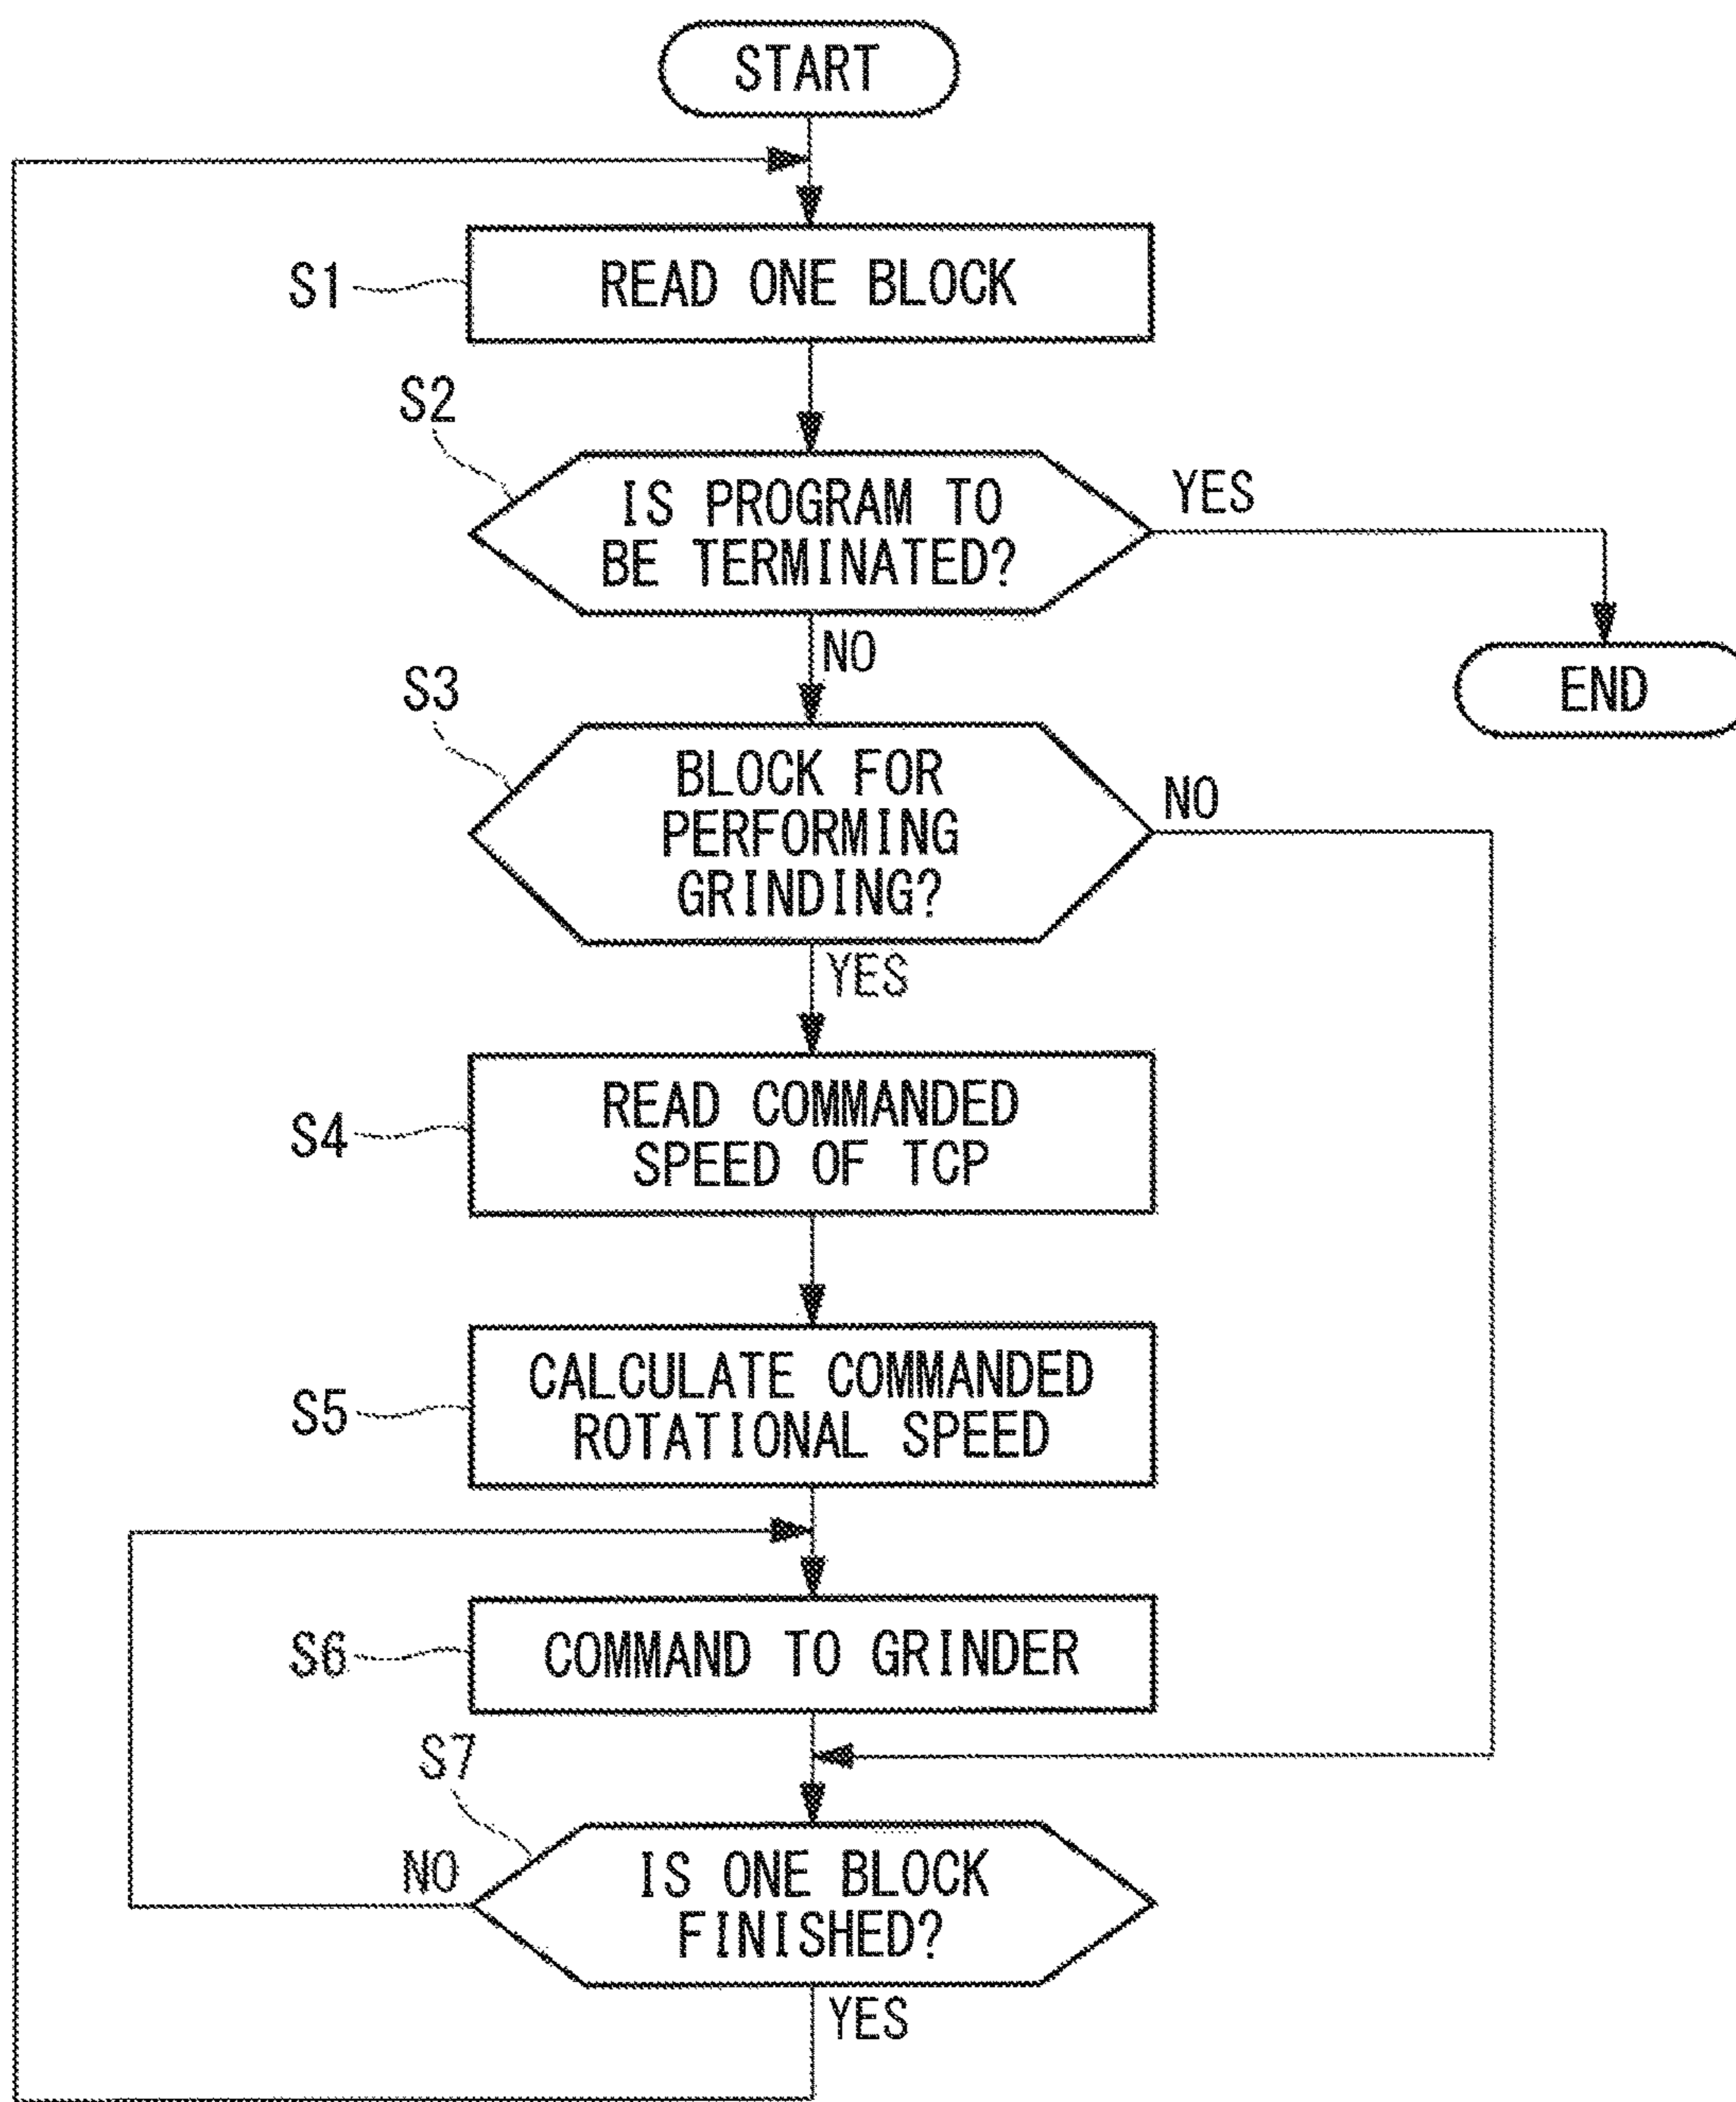 START
S1
READ ONE BLOCK
S2
IS PROGRAM TO
BE TERMINATED?
YES
NO
END
S3
BLOCK FOR
PERFORMING
GRINDING?
NO
YES
S4
READ COMMANDED
SPEED OF TCP
S5
CALCULATE COMMANDED
ROTATIONAL SPEED
S6
COMMAND TO GRINDER
S7
NO
IS ONE BLOCK
FINISHED?
YES